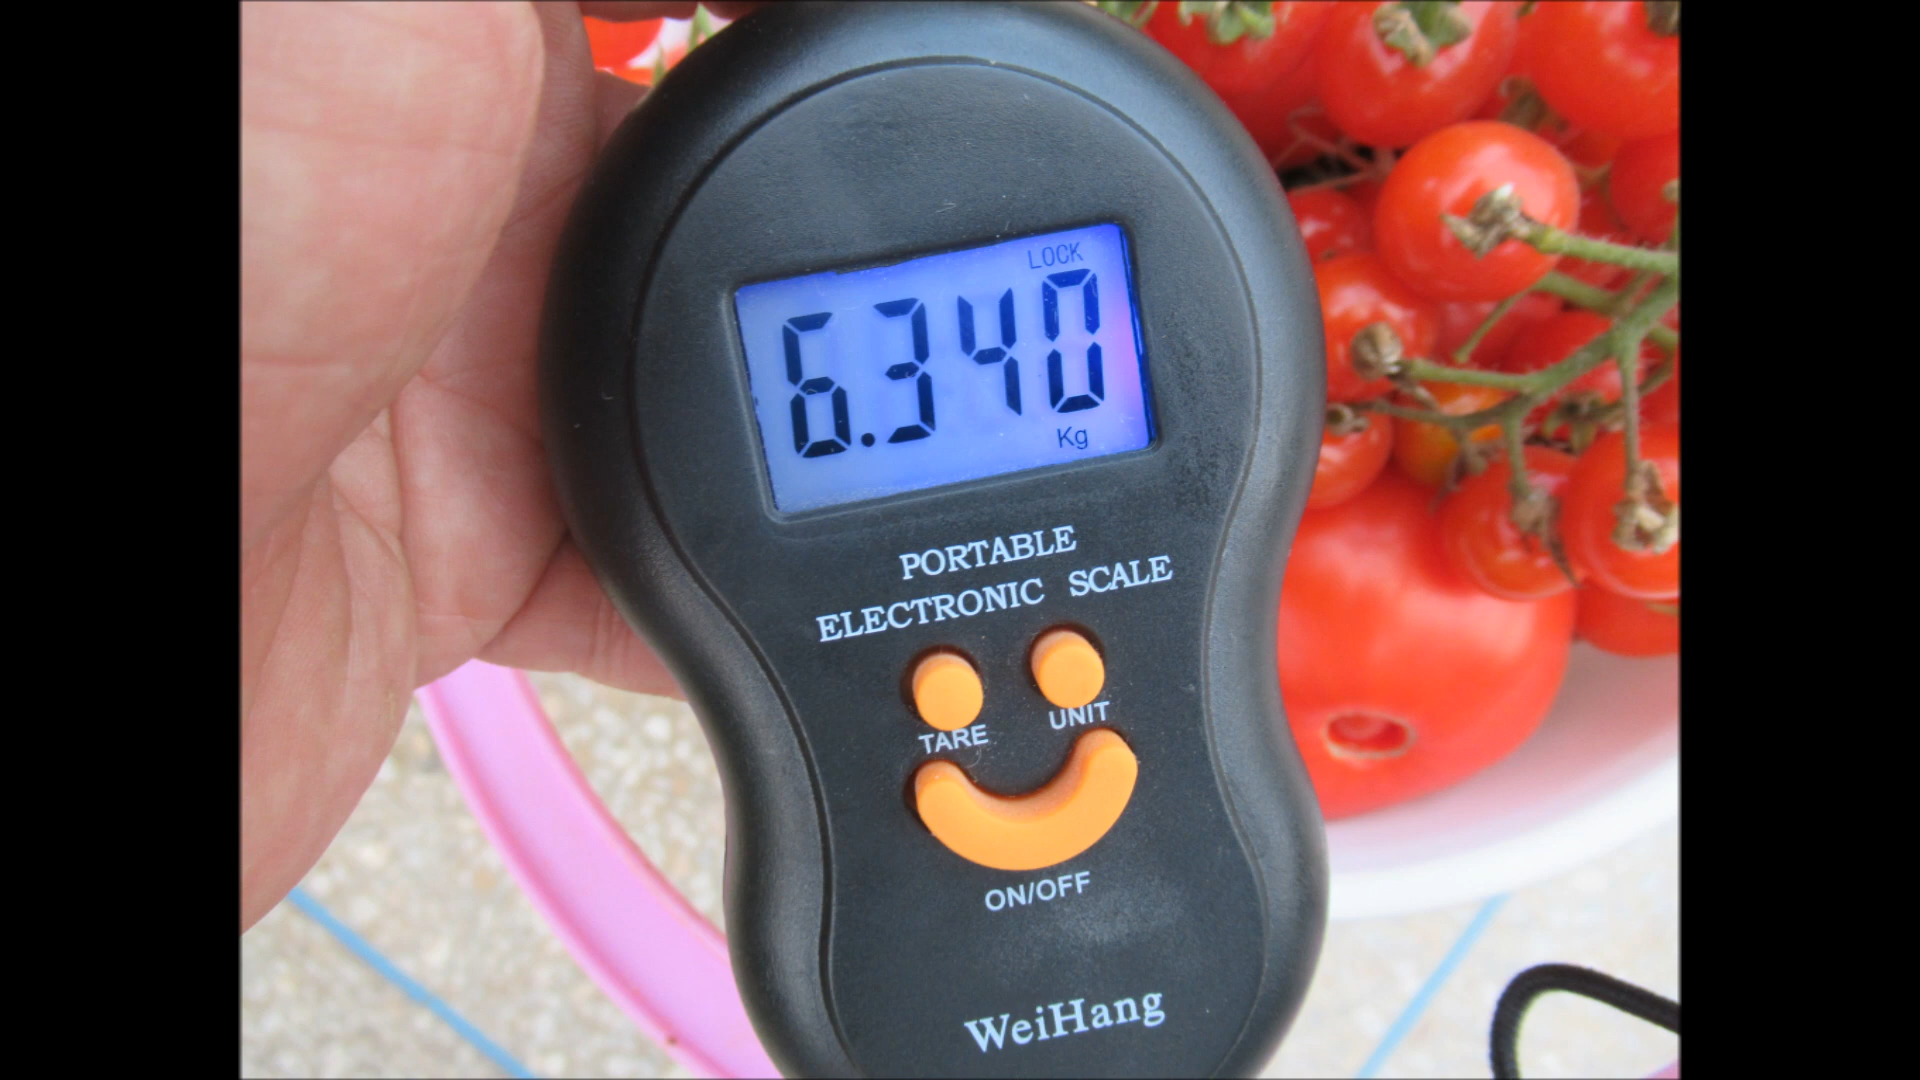 LOCK
6.340
Kg
PORTABLE
ELECTRONIC SCALE
TARE UNIT
ON/OFF
WeiHang